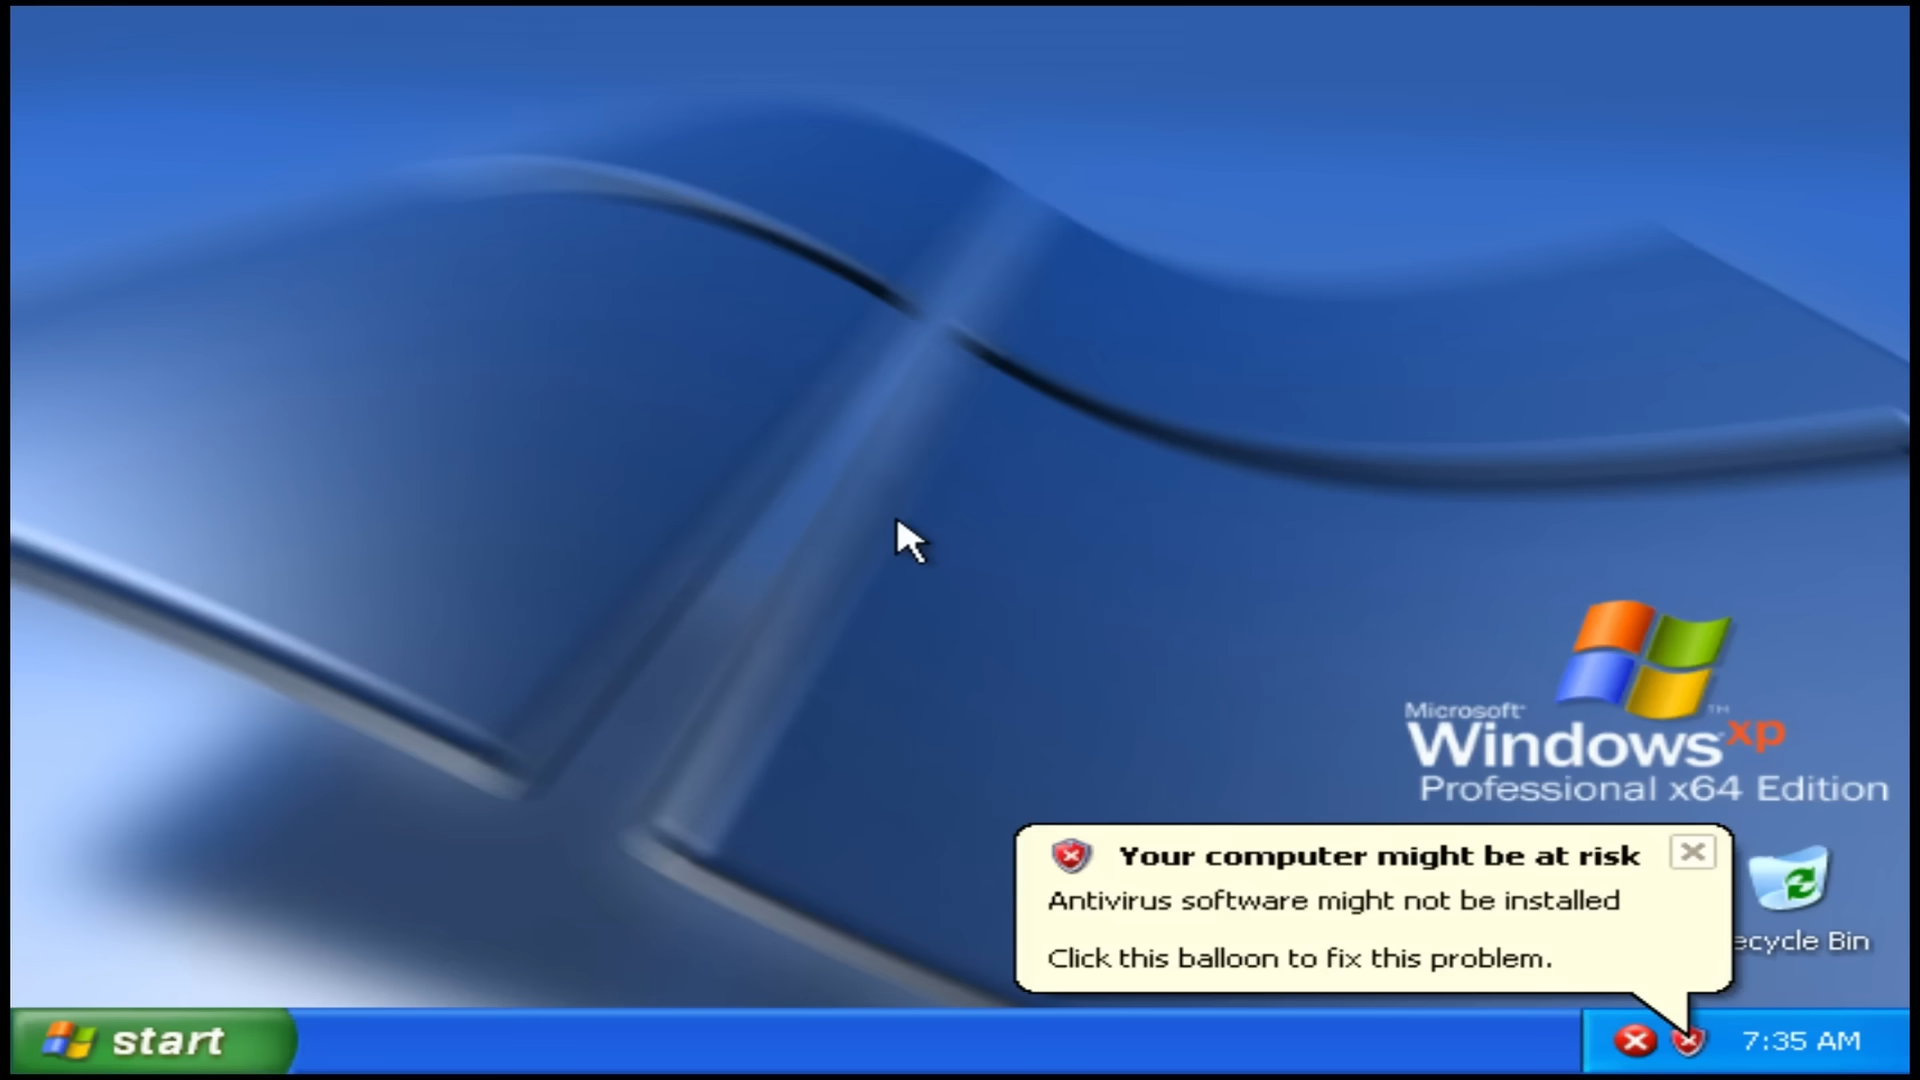 Microsoft
Windows xp
Professional x64 Edition
Your computer might be at risk
Antivirus software might not be installed
Click this balloon to fix this problem.
ecycle Bin
start
7:35 AM